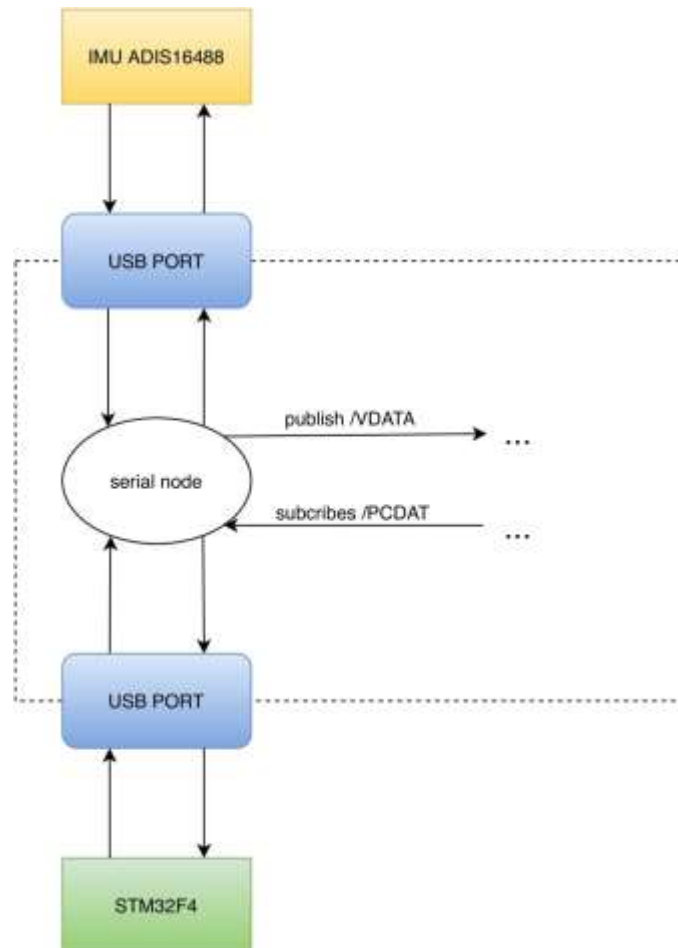 IMU ADIS16488
USB PORT
publish /VDATA
...
serial node
subcribes /PCDAT
...
USB PORT
STM32F4